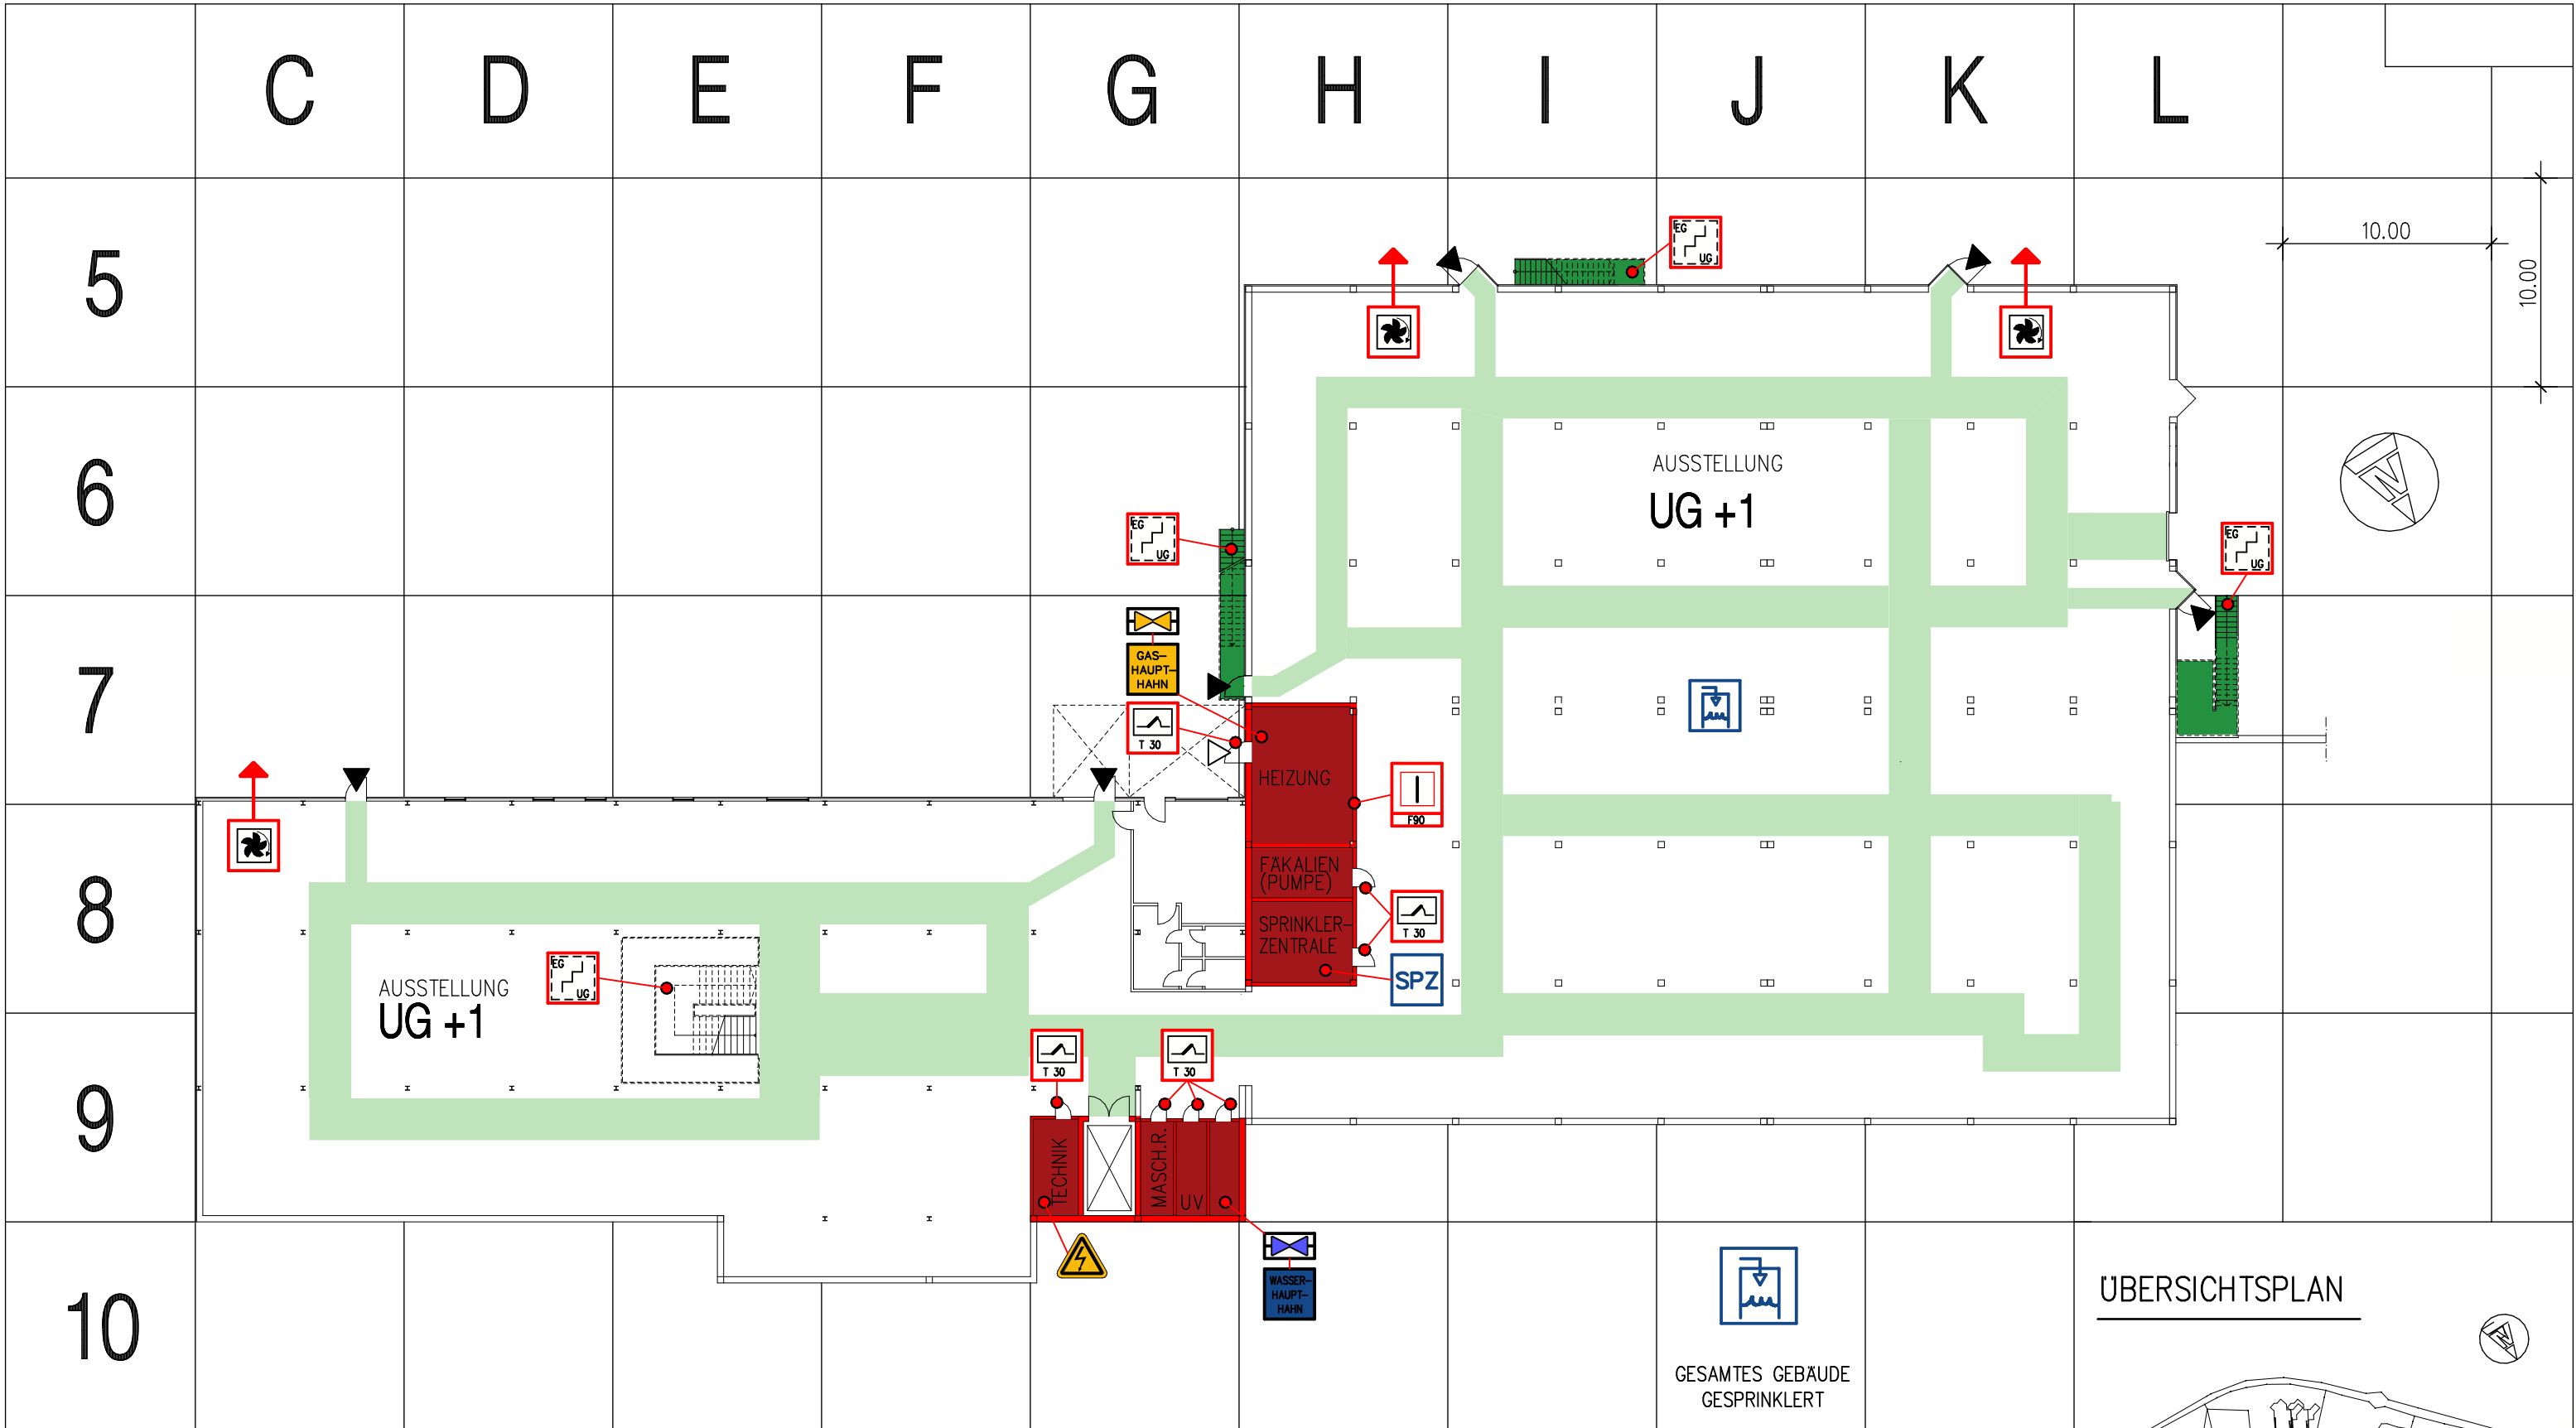 C D E F G H I J K L
5
10.00
10.00
EG
UG
6
AUSSTELLUNG
UG +1
N
EG
UG
EG
UG
7
GAS-
HAUPT-
HAHN
T 30
HEIZUNG
F90
8
FÄKALIEN
(PUMPE)
SPRINKLER-
ZENTRALE
T 30
SPZ
AUSSTELLUNG
UG +1
EG
UG
9
T 30
T 30
TECHNIK
MASCH.R.
UV
10
WASSER-
HAUPT-
HAHN
GESAMTES GEBÄUDE
GESPRINKLERT
ÜBERSICHTSPLAN
N